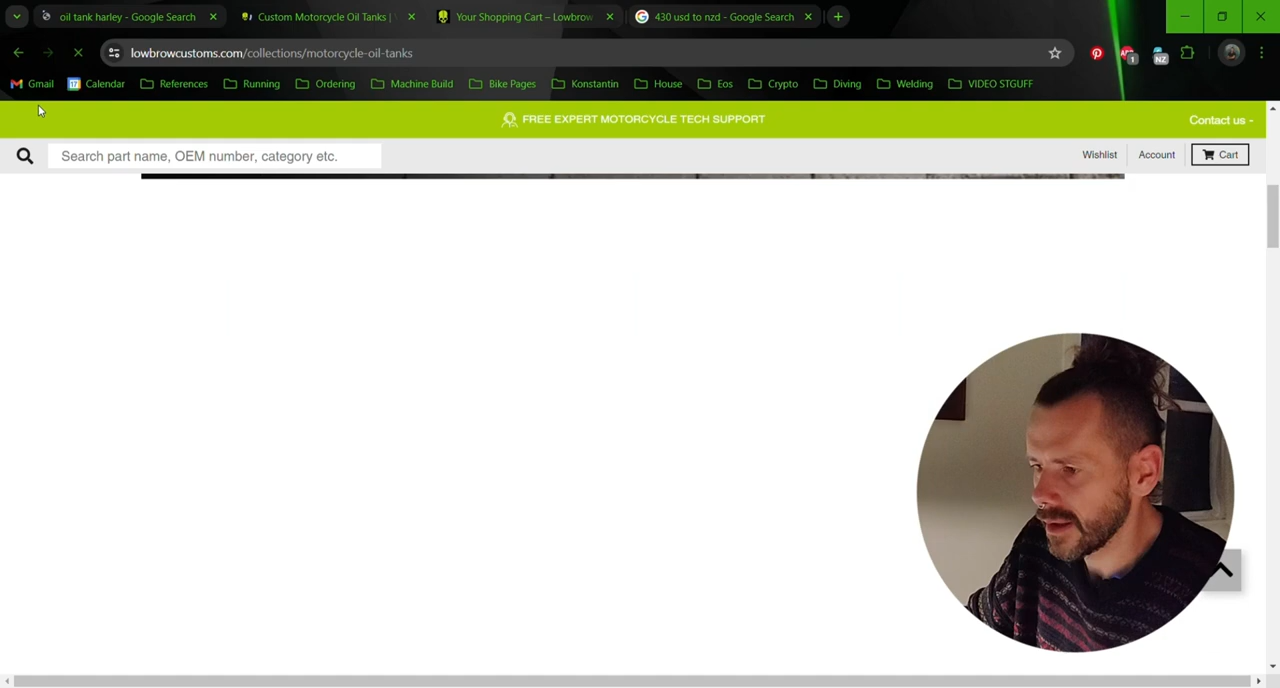 oil tank harley - Google Search
Custom Motorcycle Oil Tanks |
Your Shopping Cart – Lowbrow
430 usd to nzd - Google Search
lowbrowcustoms.com/collections/motorcycle-oil-tanks
1
NZ
Gmail
17
Calendar
References
Running
Ordering
Machine Build
Bike Pages
Konstantin
House
Eos
Crypto
Diving
Welding
VIDEO STGUFF
FREE EXPERT MOTORCYCLE TECH SUPPORT
Contact us -
Search part name, OEM number, category etc.
Wishlist
Account
Cart